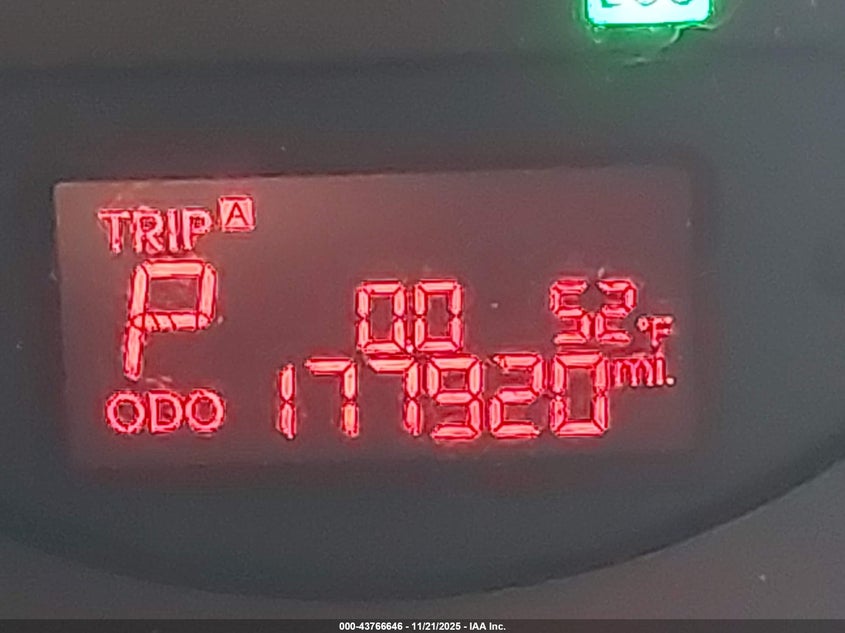 TRIP A
P 00 52°F
ODO 177920 mi.
000-43766646 - 11/21/2025 - IAA Inc.